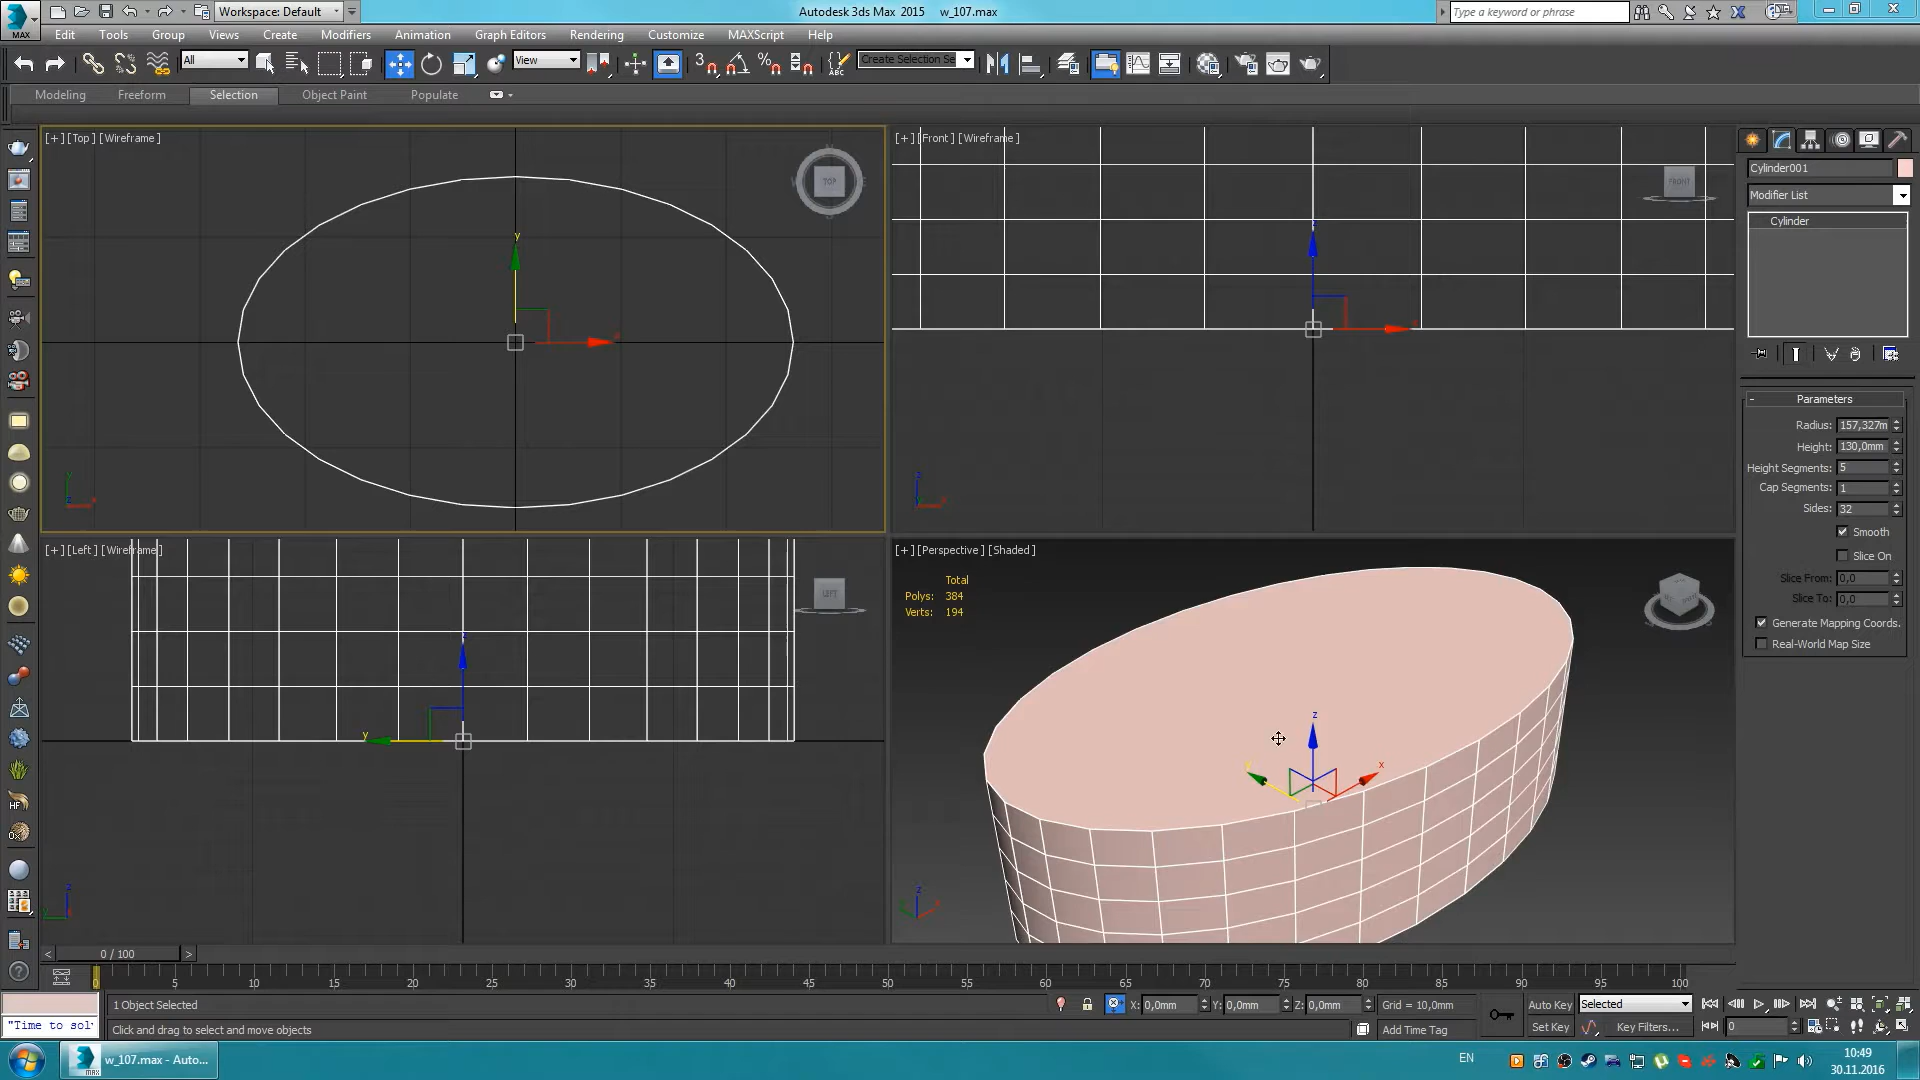 Workspace: Default
Autodesk 3ds Max 2015 w_107.max
Type a keyword or phrase
MAX
Edit Tools Group Views Create Modifiers Animation Graph Editors Rendering Customize MAXScript Help
All
View
Create Selection Se
Modeling Freeform Selection Object Paint Populate
[+][Top][Wireframe]
TOP
[+][Front][Wireframe]
FRONT
Cylinder001
Modifier List
Cylinder
Parameters
Radius: 157,327m
Height: 130,0mm
Height Segments: 5
Cap Segments: 1
Sides: 32
Smooth
Slice On
Slice From: 0,0
Slice To: 0,0
Generate Mapping Coords.
Real-World Map Size
[+][Left][Wireframe]
LEFT
[+][Perspective][Shaded]
Total
Polys: 384
Verts: 194
0 / 100
0 5 10 15 20 25 30 35 40 45 50 55 60 65 70 75 80 85 90 95 100
1 Object Selected
X: 0,0mm Y: 0,0mm Z: 0,0mm
Grid = 10,0mm
Auto Key
Selected
"Time to sol
Click and drag to select and move objects
Add Time Tag
Set Key
Key Filters...
0
w_107.max - Auto...
EN
10:49
30.11.2016